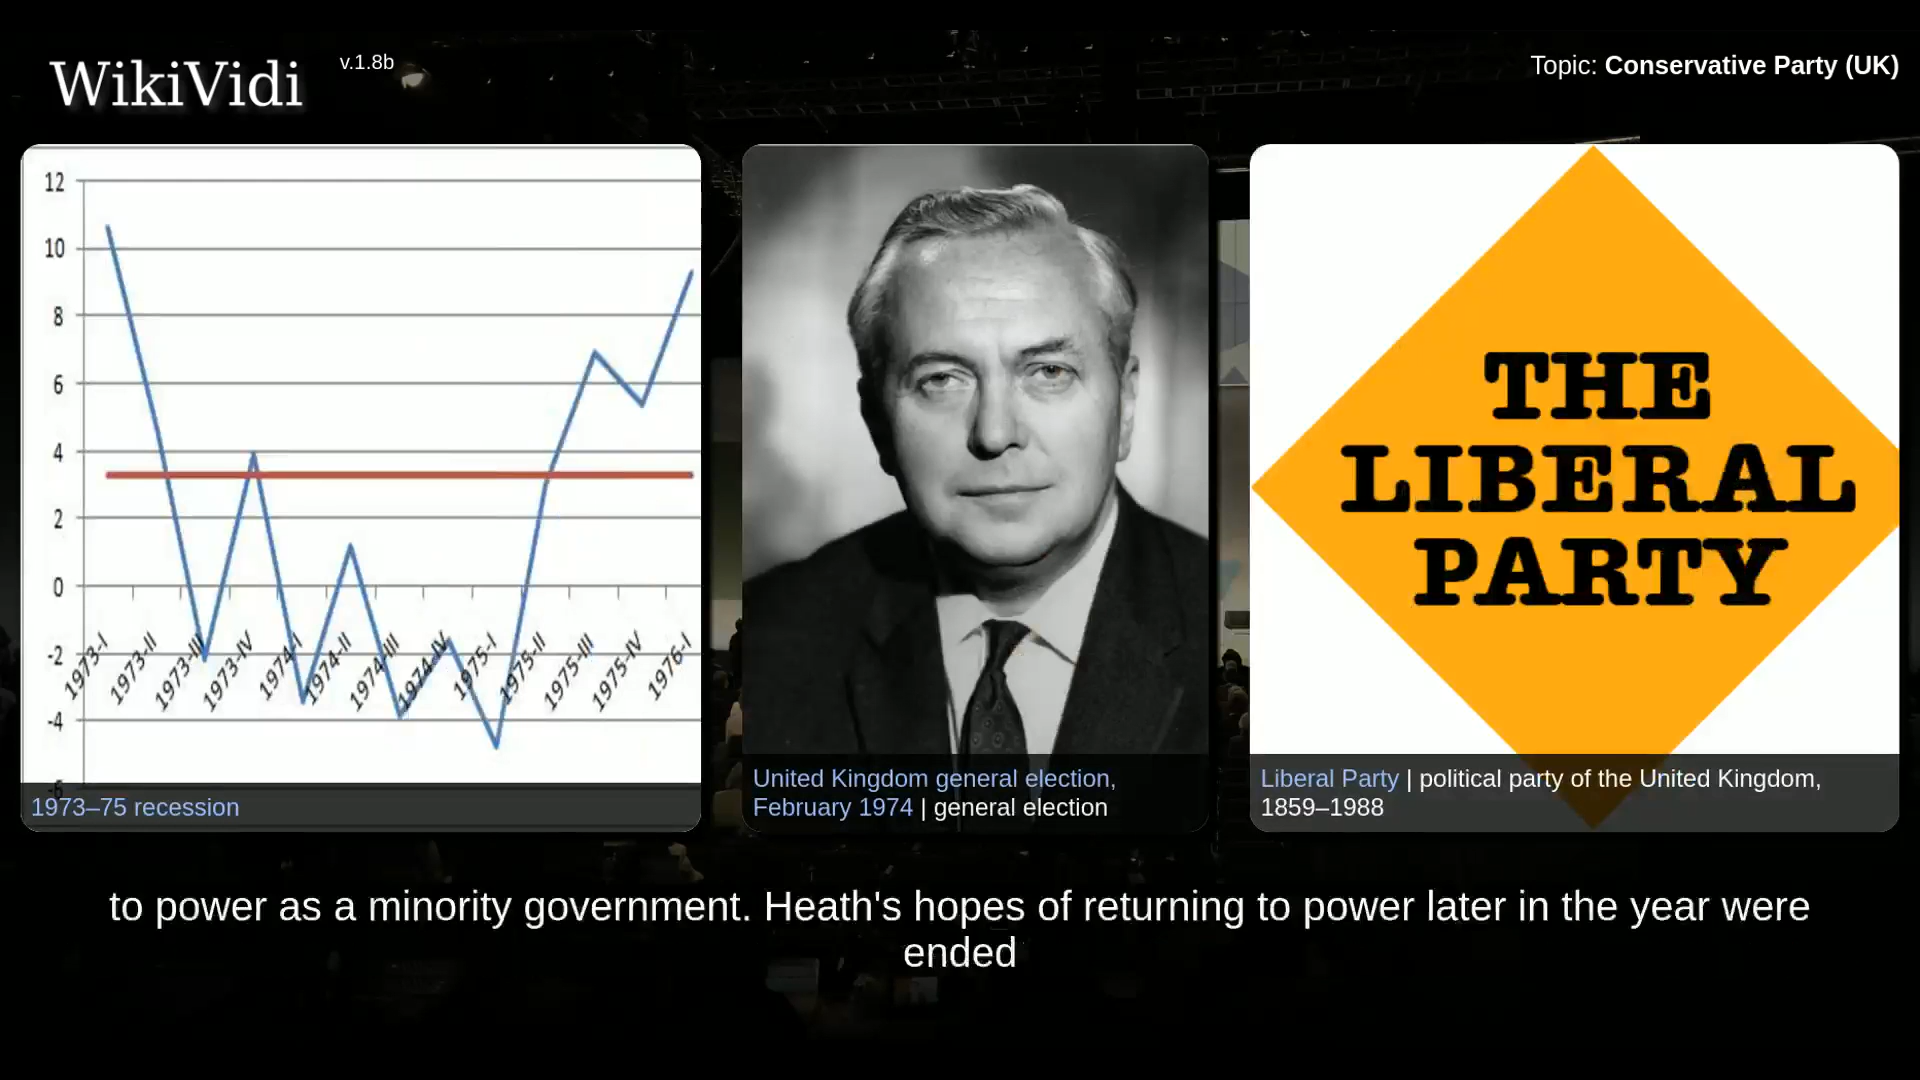 WikiVidi
v.1.8b
Topic: Conservative Party (UK)
12
10
8
6
4
2
0
-2
-4
-6
1973-I
1973-II
1973-III
1973-IV
1974-I
1974-II
1974-III
1974-IV
1975-I
1975-II
1975-III
1975-IV
1976-I
1973–75 recession
United Kingdom general election,
February 1974 | general election
THE
LIBERAL
PARTY
Liberal Party | political party of the United Kingdom,
1859–1988
to power as a minority government. Heath's hopes of returning to power later in the year were
ended